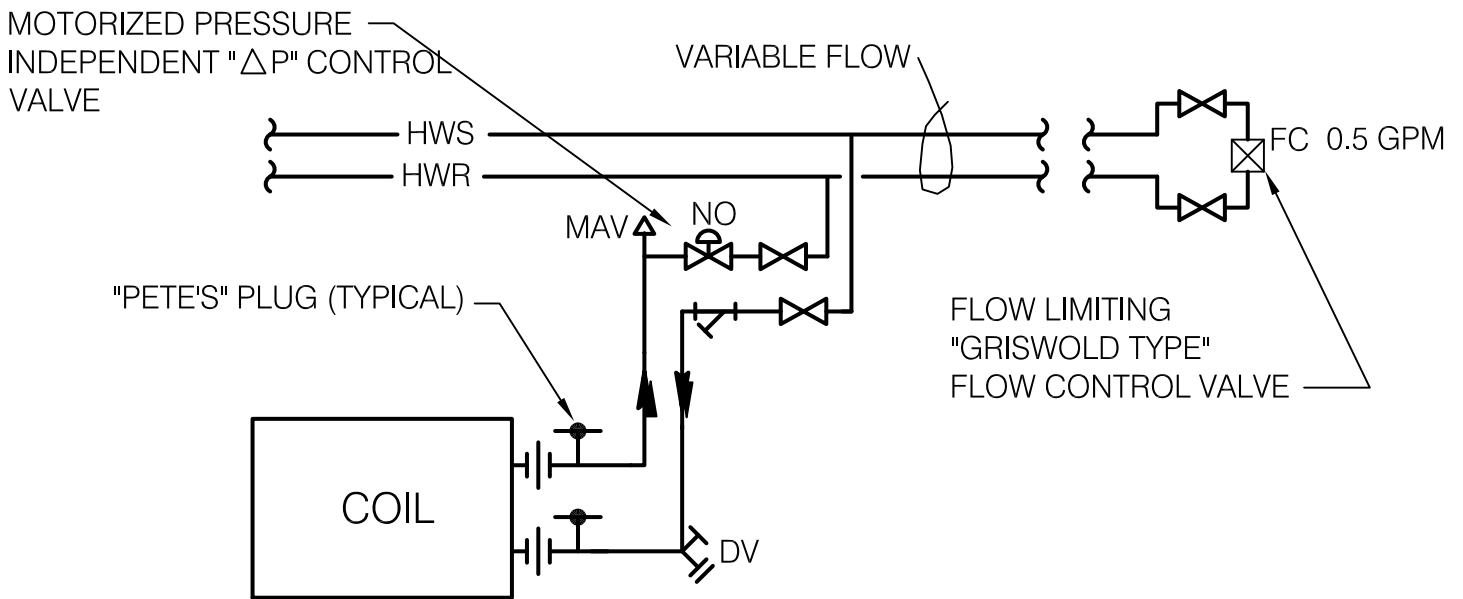 MOTORIZED PRESSURE
INDEPENDENT "△P" CONTROL
VALVE
VARIABLE FLOW
HWS
HWR
FC 0.5 GPM
MAV
NO
"PETE'S" PLUG (TYPICAL)
FLOW LIMITING
"GRISWOLD TYPE"
FLOW CONTROL VALVE
COIL
DV